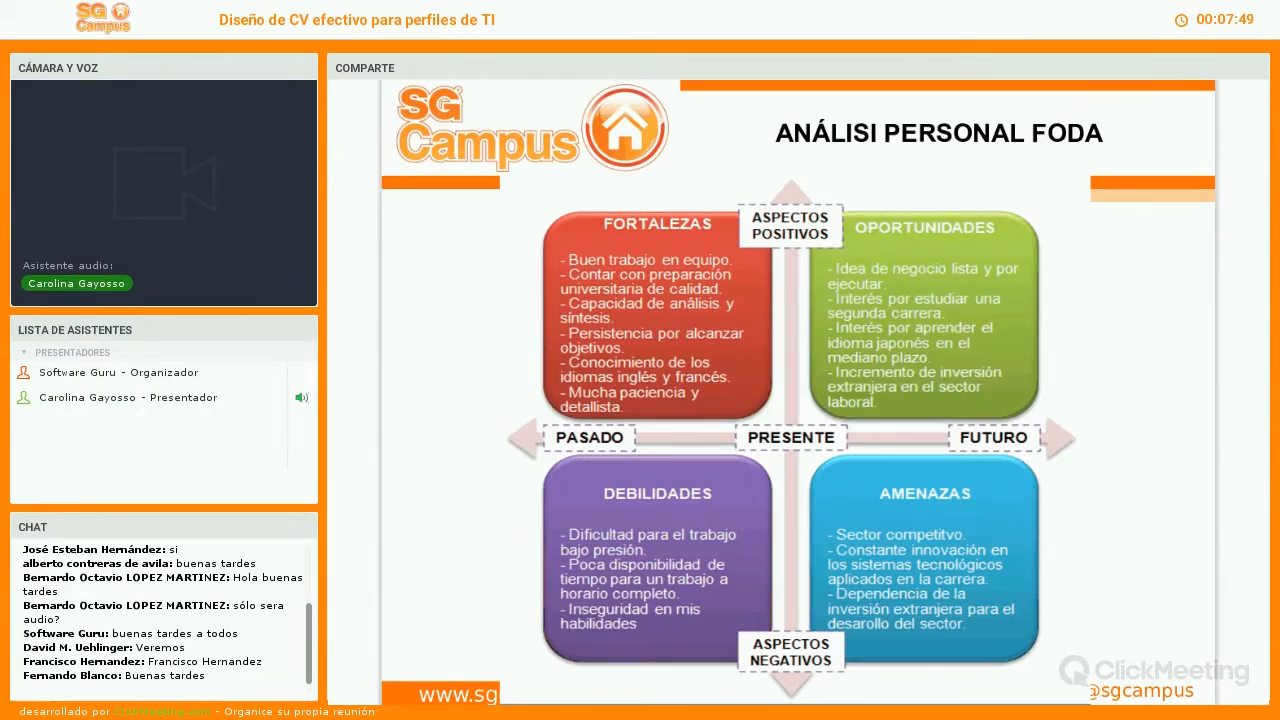 SG Campus
Diseño de CV efectivo para perfiles de TI
00:07:49
CÁMARA Y VOZ
Asistente audio:
Carolina Gayosso
LISTA DE ASISTENTES
PRESENTADORES
Software Guru - Organizador
Carolina Gayosso - Presentador
CHAT
José Esteban Hernández: si
alberto contreras de avila: buenas tardes
Bernardo Octavio LOPEZ MARTINEZ: Hola buenas
tardes
Bernardo Octavio LOPEZ MARTINEZ: sólo sera
audio?
Software Guru: buenas tardes a todos
David M. Uehlinger: Veremos
Francisco Hernandez: Francisco Hernandez
Fernando Blanco: Buenas tardes
COMPARTE
SG
Campus
ANÁLISI PERSONAL FODA
ASPECTOS
POSITIVOS
FORTALEZAS
- Buen trabajo en equipo.
- Contar con preparación
universitaria de calidad.
- Capacidad de análisis y
síntesis.
- Persistencia por alcanzar
objetivos.
- Conocimiento de los
idiomas inglés y francés.
- Mucha paciencia y
detallista.
OPORTUNIDADES
- Idea de negocio lista y por
ejecutar.
- Interés por estudiar una
segunda carrera.
- Interés por aprender el
idioma japonés en el
mediano plazo.
- Incremento de inversión
extranjera en el sector
laboral.
PASADO
PRESENTE
FUTURO
DEBILIDADES
- Dificultad para el trabajo
bajo presión.
- Poca disponibilidad de
tiempo para un trabajo a
horario completo.
- Inseguridad en mis
habilidades
AMENAZAS
- Sector competitvo.
- Constante innovación en
los sistemas tecnológicos
aplicados en la carrera.
- Dependencia de la
inversión extranjera para el
desarollo del sector.
ASPECTOS
NEGATIVOS
ClickMeeting
www.sg
@sgcampus
desarrollado por ClickMeeting.com - Organice su propia reunión